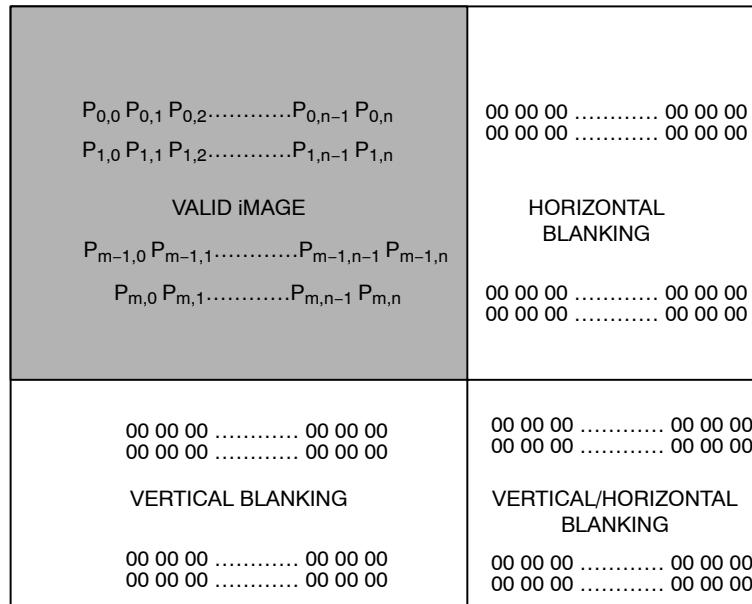 P0,0 P0,1 P0,2............P0,n−1 P0,n
P1,0 P1,1 P1,2............P1,n−1 P1,n
VALID iMAGE
Pm−1,0 Pm−1,1............Pm−1,n−1 Pm−1,n
Pm,0 Pm,1............Pm,n−1 Pm,n
00 00 00 ............ 00 00 00
00 00 00 ............ 00 00 00
HORIZONTAL
BLANKING
00 00 00 ............ 00 00 00
00 00 00 ............ 00 00 00
00 00 00 ............ 00 00 00
00 00 00 ............ 00 00 00
VERTICAL BLANKING
00 00 00 ............ 00 00 00
00 00 00 ............ 00 00 00
00 00 00 ............ 00 00 00
00 00 00 ............ 00 00 00
VERTICAL/HORIZONTAL
BLANKING
00 00 00 ............ 00 00 00
00 00 00 ............ 00 00 00